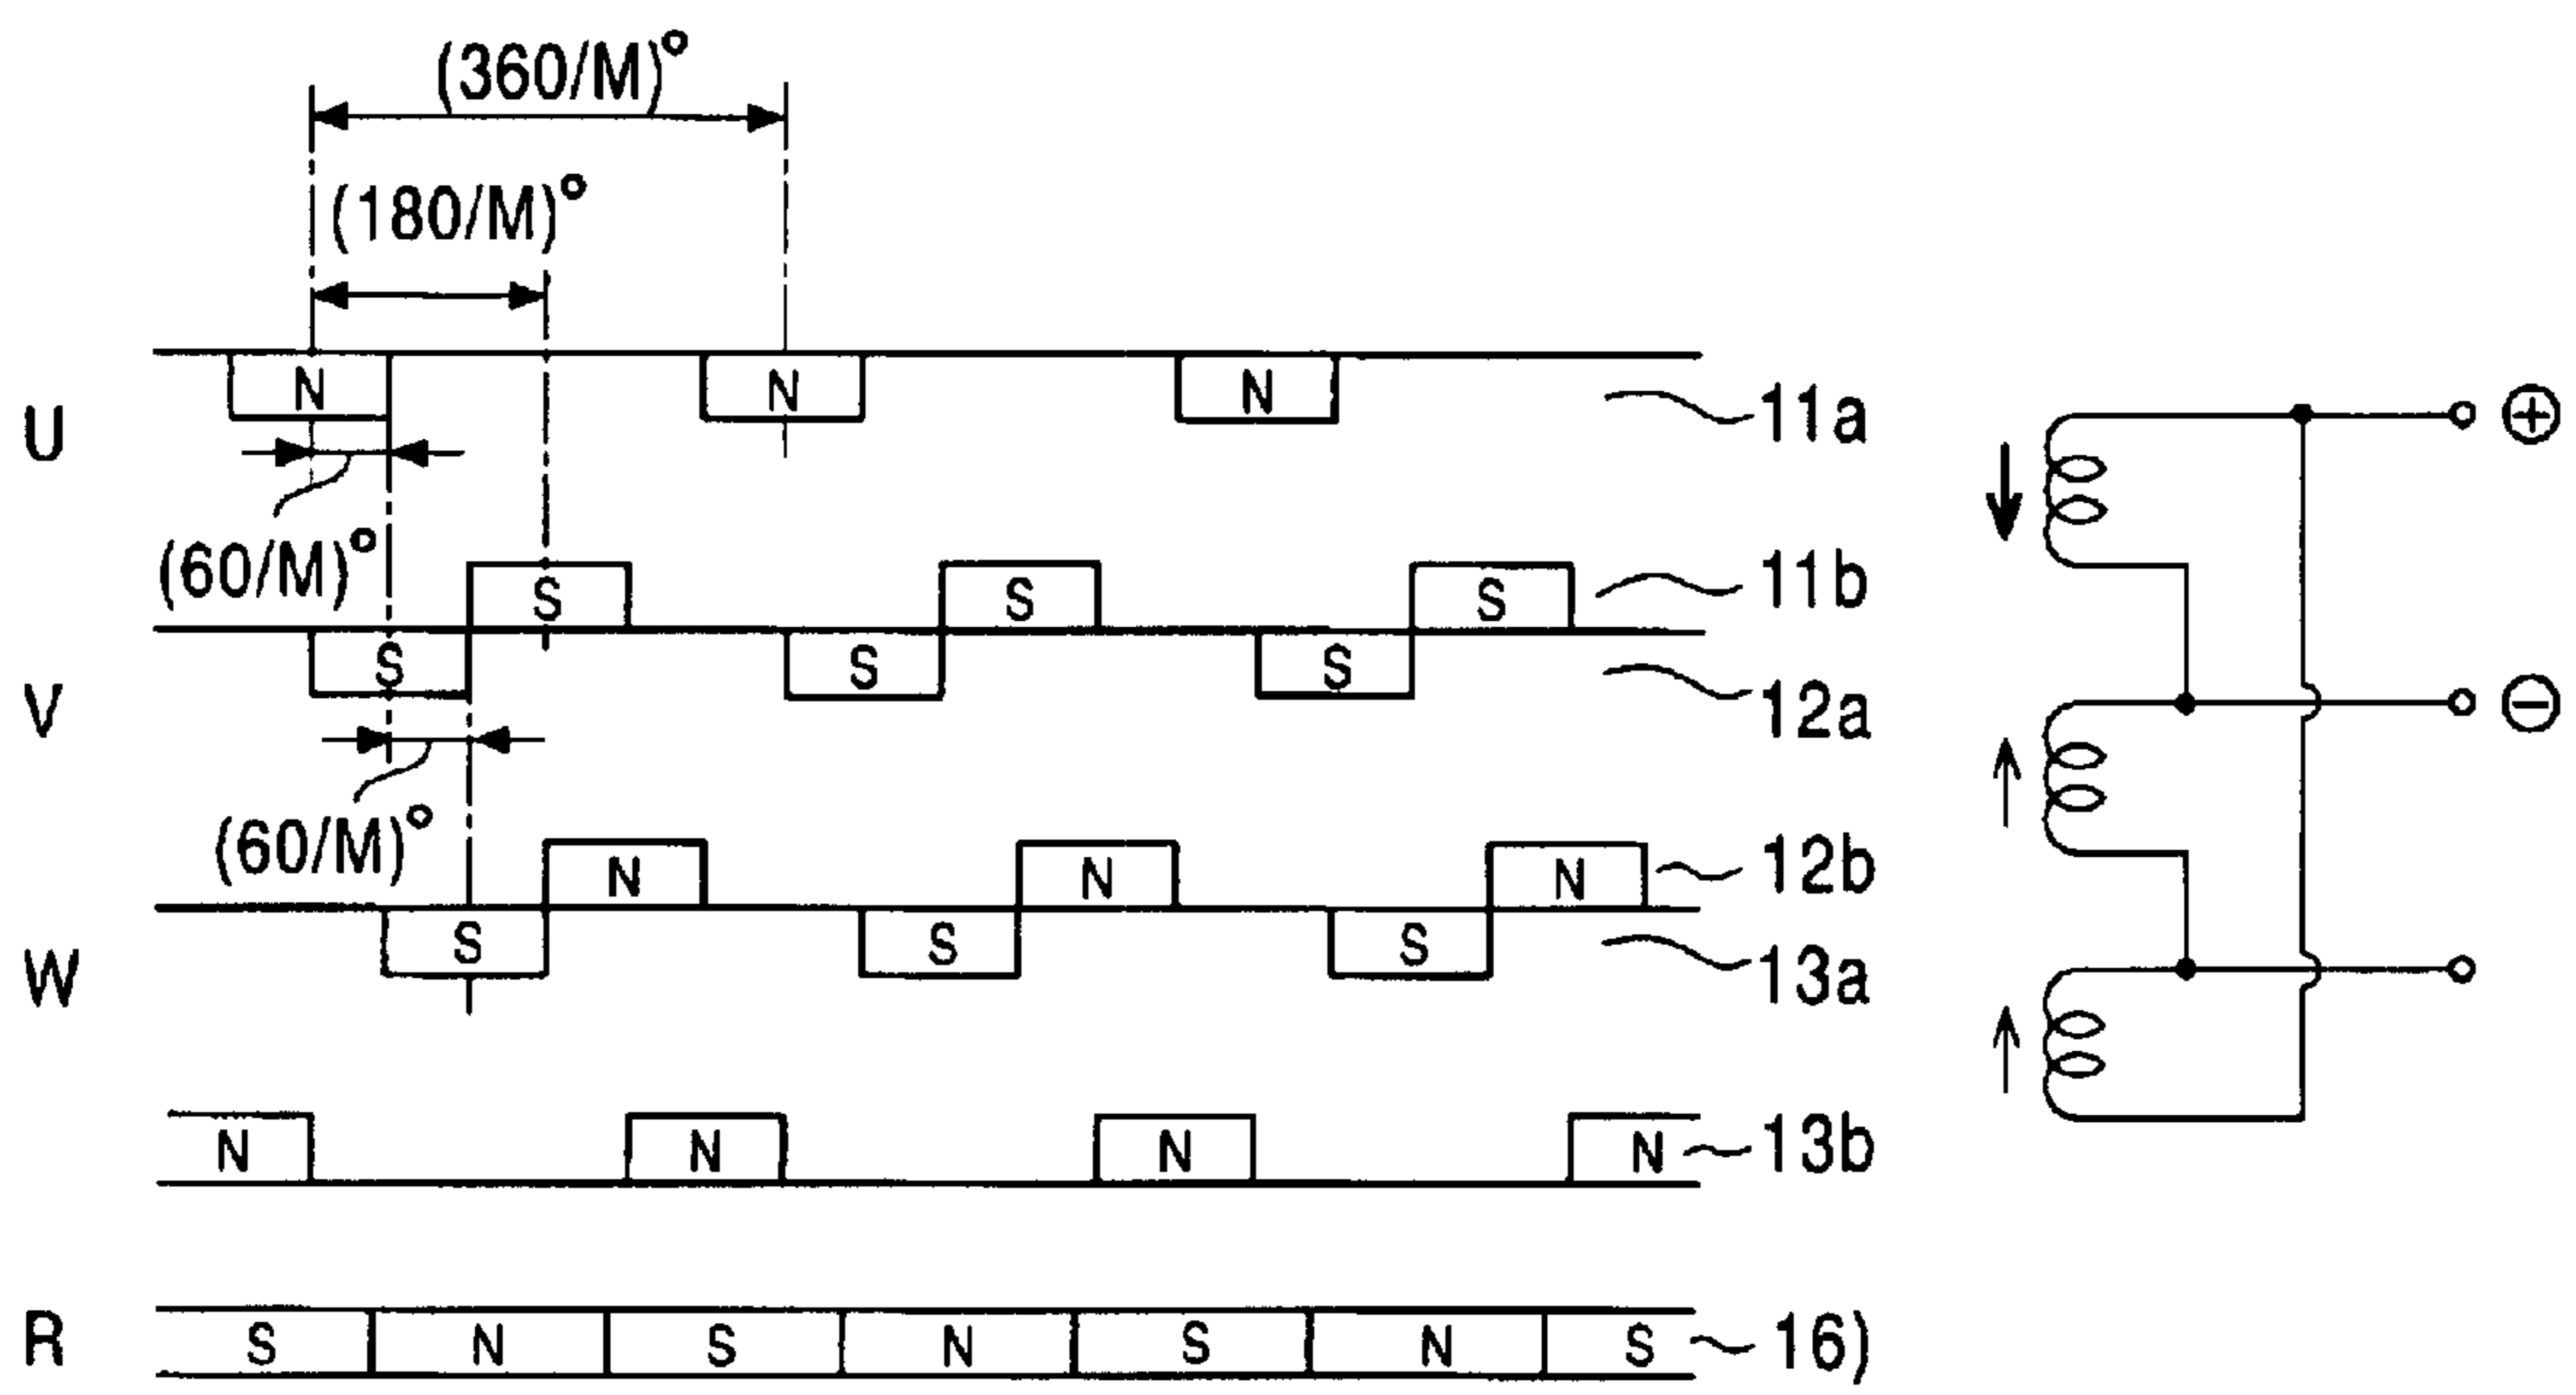 (360/M)°
(180/M)°
N N N
U 11a ⊕
(60/M)°
S S S 11b
S S S
V 12a ⊖
(60/M)°
N N N 12b
S S S
W 13a
N N N N 13b
R S N S N S N S 16)